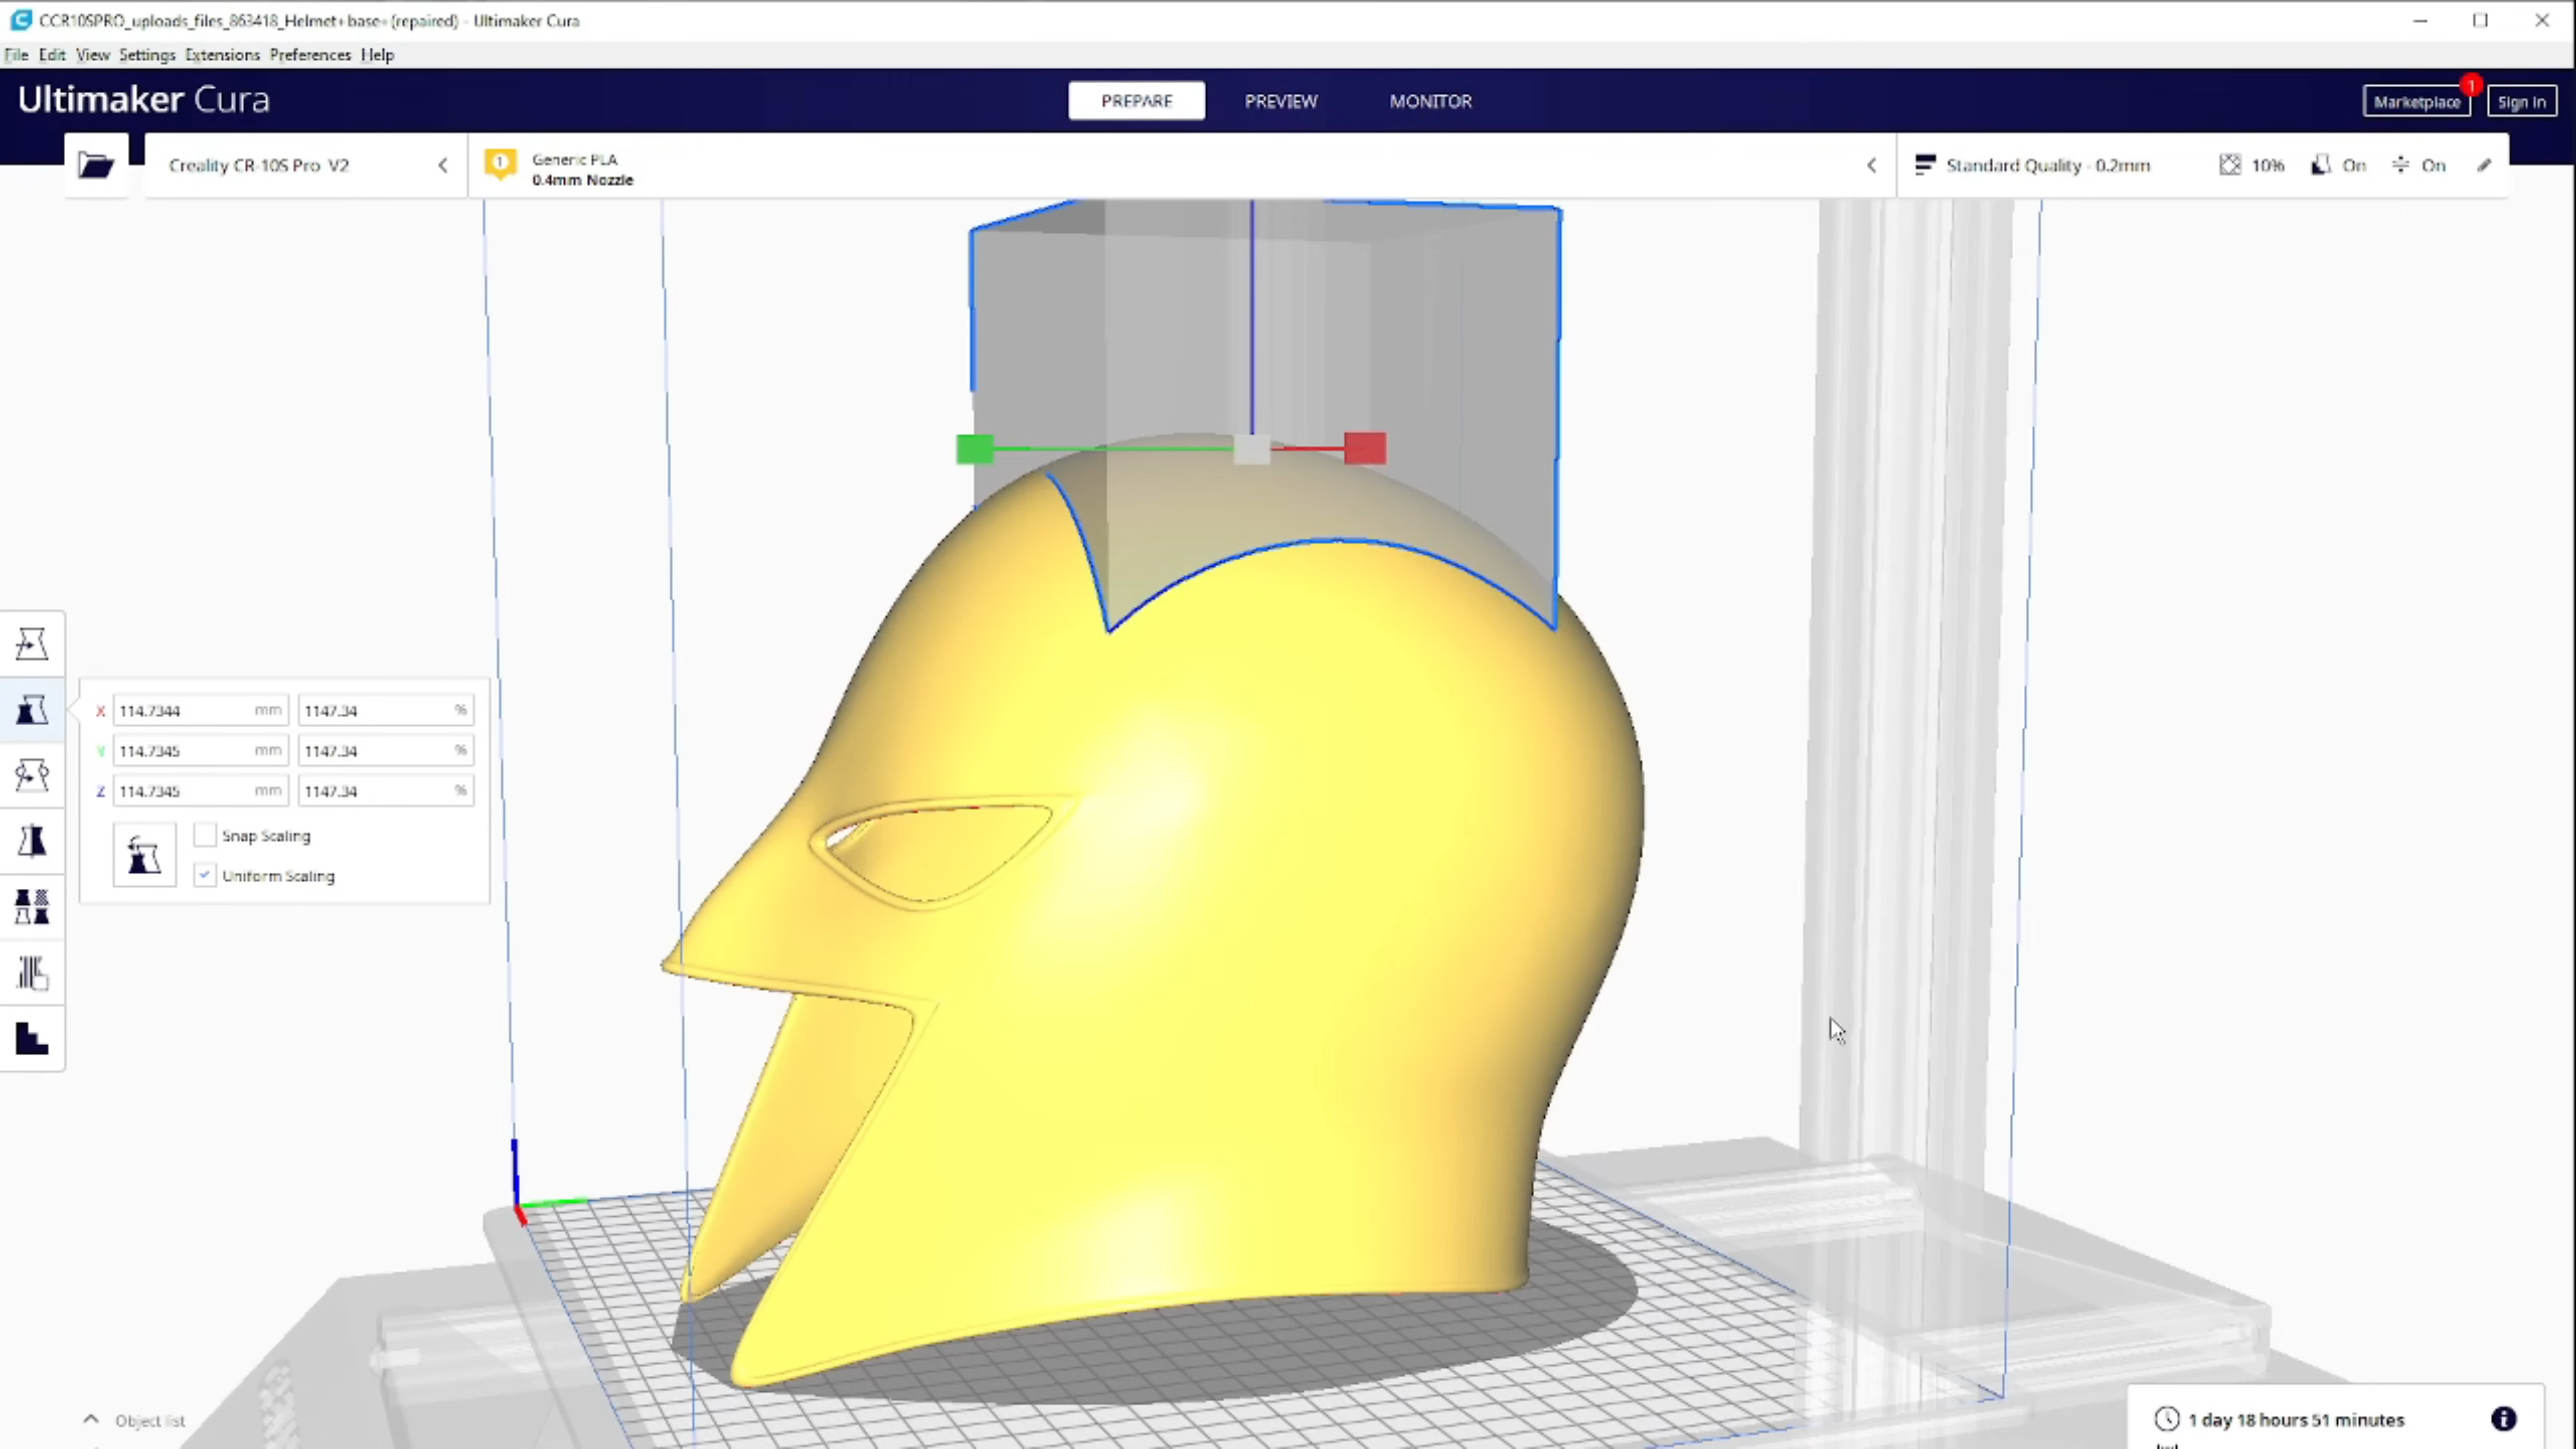 CCR10SPRO_uploads_files_863418_Helmet+base+(repaired) - Ultimaker Cura
File Edit View Settings Extensions Preferences Help
Ultimaker Cura
PREPARE
PREVIEW
MONITOR
1
Marketplace
Sign in
Creality CR-10S Pro V2
1
Generic PLA
0.4mm Nozzle
Standard Quality - 0.2mm
10%
On
On
X 114.7344 mm 1147.34 %
Y 114.7345 mm 1147.34 %
Z 114.7345 mm 1147.34 %
Snap Scaling
Uniform Scaling
Object list
1 day 18 hours 51 minutes